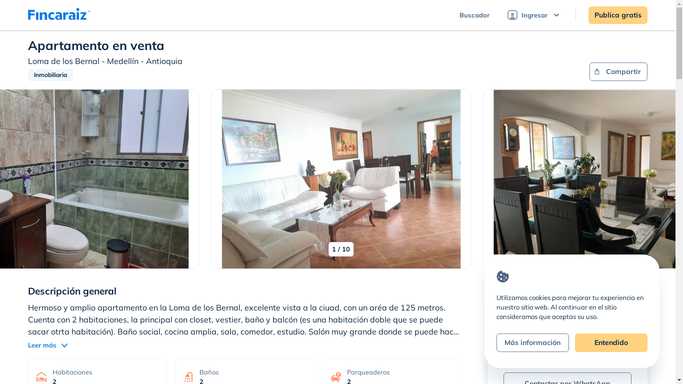 Fincaraiz
Buscador
Ingresar
Publica gratis
Apartamento en venta
Loma de los Bernal - Medellín - Antioquia
Inmobiliaria
Compartir
1 / 10
Descripción general
Hermoso y amplio apartamento en la Loma de los Bernal, excelente vista a la ciuad, con un aréa de 125 metros.
Cuenta con 2 habitaciones, la principal con closet, vestier, baño y balcón (es una habitación doble que se puede
sacar otrta habitación). Baño social, cocina amplia, sala, comedor, estudio. Salón muy grande donde se puede hac...
Leer más
Habitaciones
2
Baños
2
Parqueaderos
2
Utilizamos cookies para mejorar tu experiencia en
nuestro sitio web. Al continuar en el sitio
consideramos que aceptas su uso.
Más información
Entendido
Contactar por WhatsApp